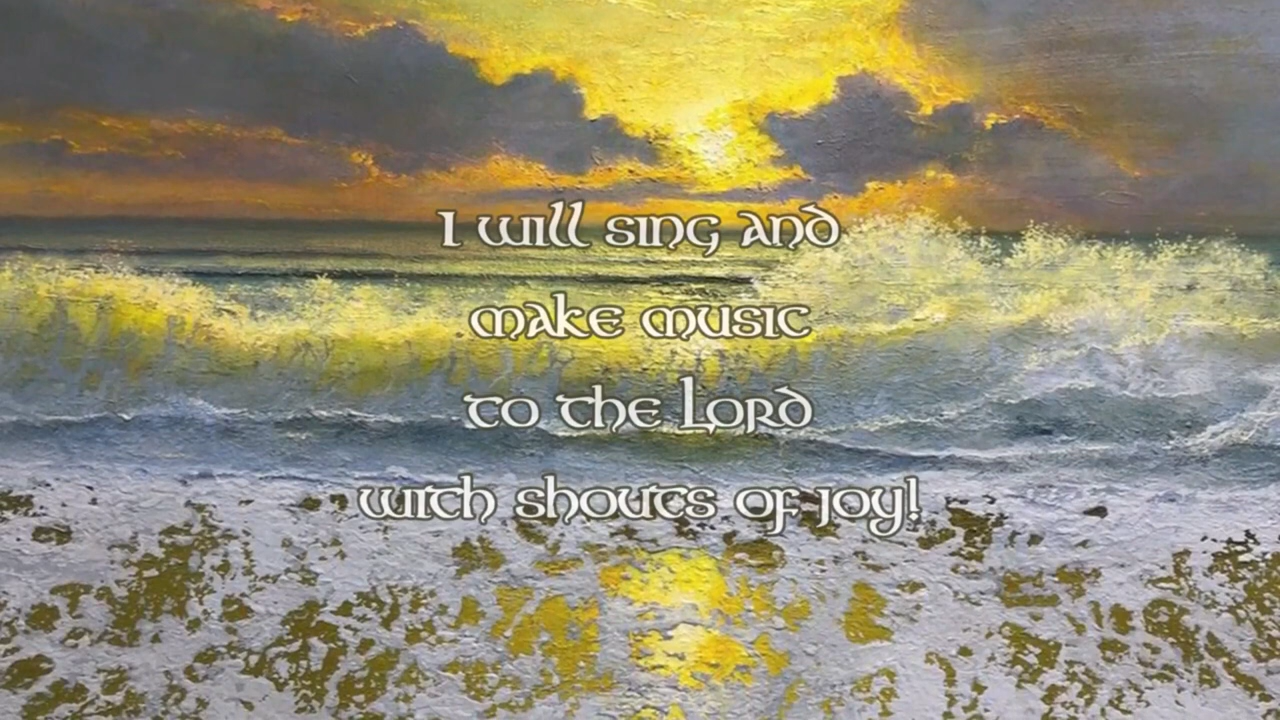 I will sing and
make music
to the Lord
with shouts of joy!